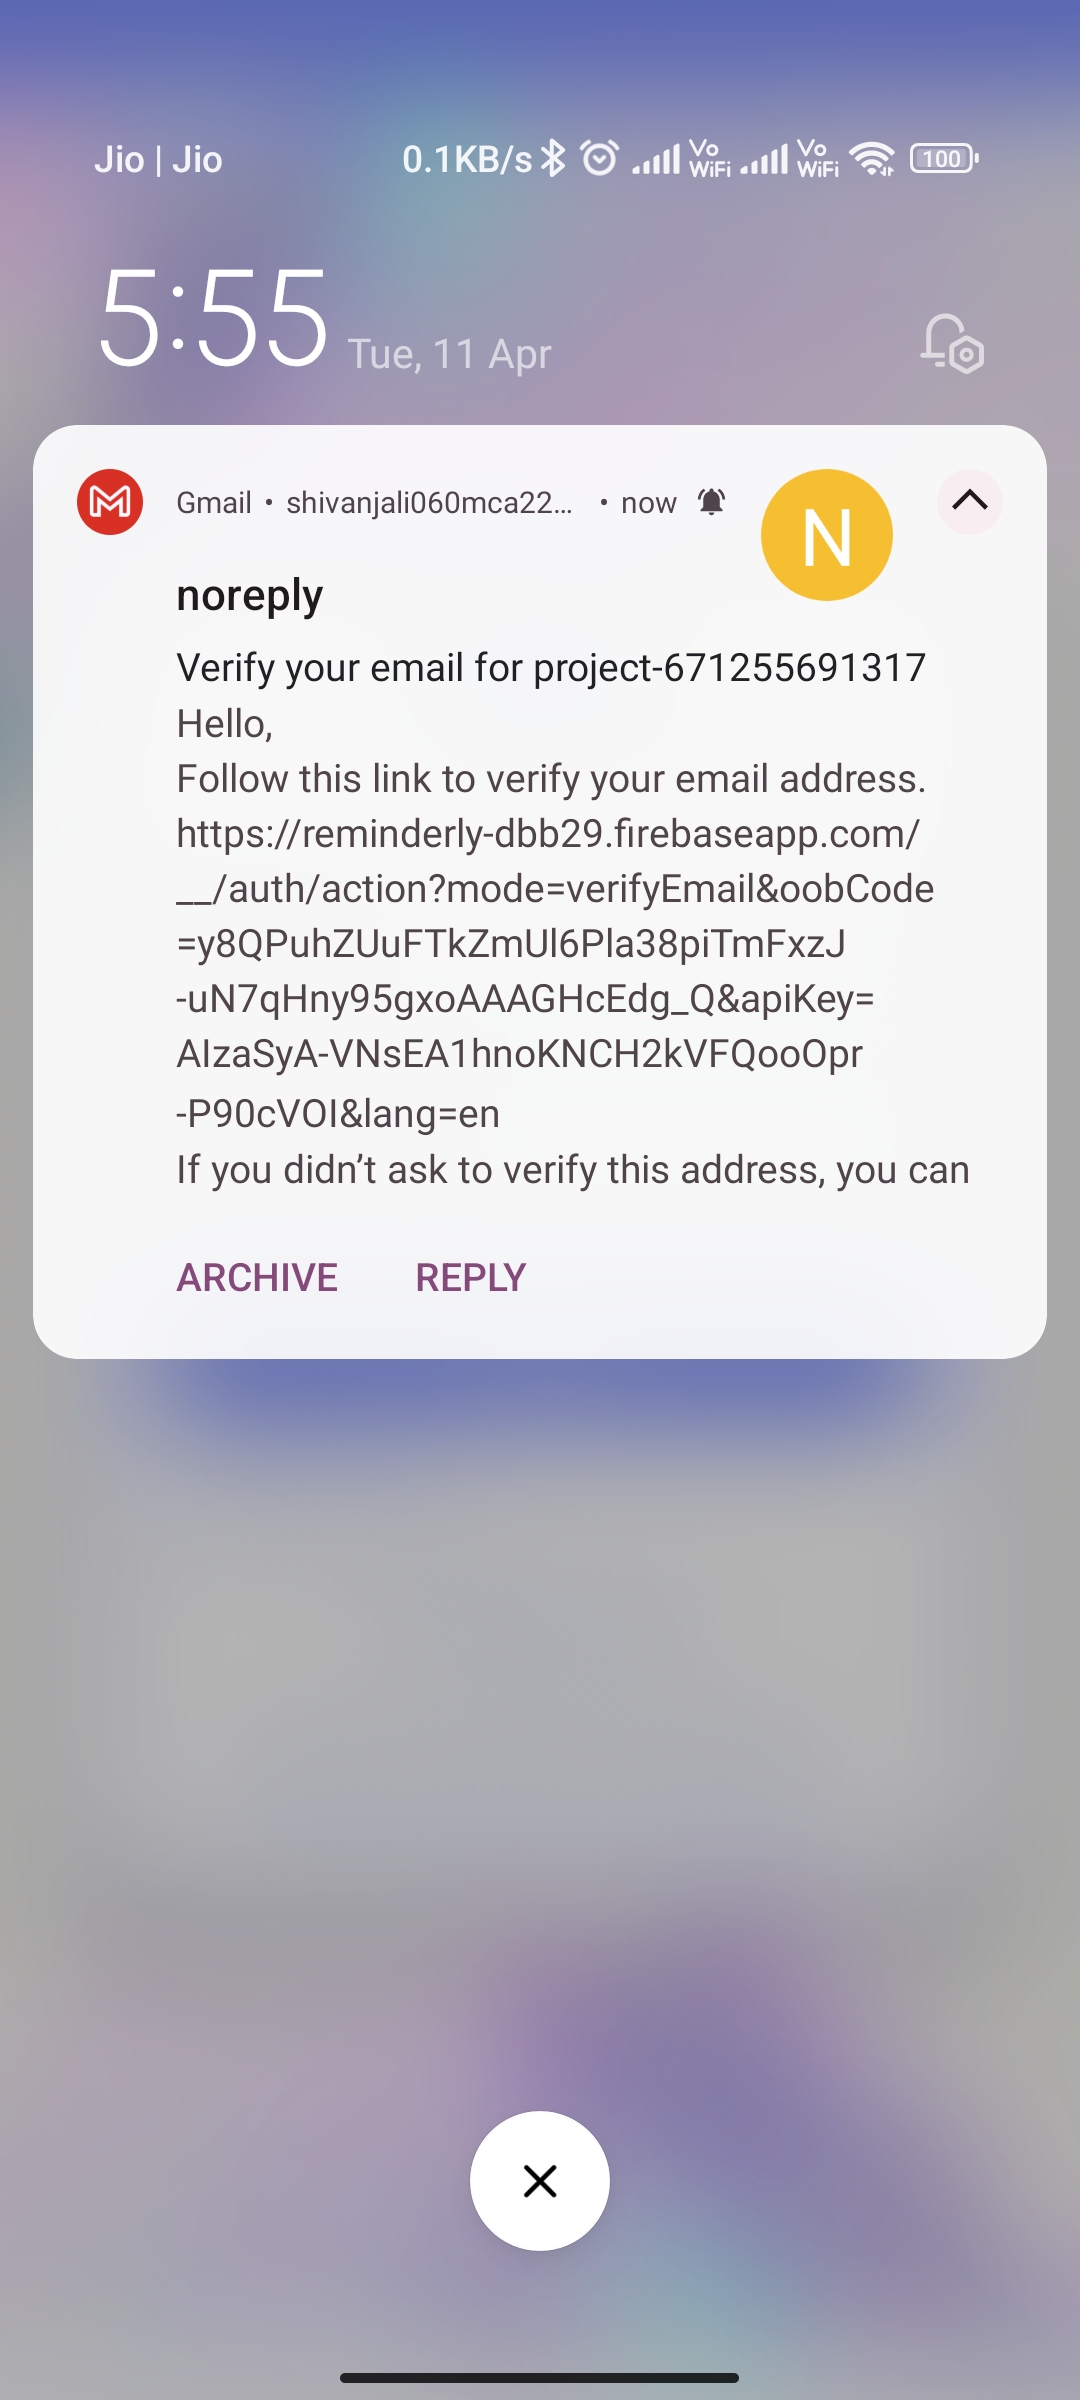 Jio | Jio 0.1KB/s Vo WiFi Vo WiFi 100
5:55 Tue, 11 Apr
Gmail • shivanjali060mca22... • now
N
noreply
Verify your email for project-671255691317
Hello,
Follow this link to verify your email address.
https://reminderly-dbb29.firebaseapp.com/
__/auth/action?mode=verifyEmail&oobCode
=y8QPuhZUuFTkZmUl6Pla38piTmFxzJ
-uN7qHny95gxoAAAGHcEdg_Q&apiKey=
AIzaSyA-VNsEA1hnoKNCH2kVFQooOpr
-P90cVOI&lang=en
If you didn’t ask to verify this address, you can
ARCHIVE REPLY